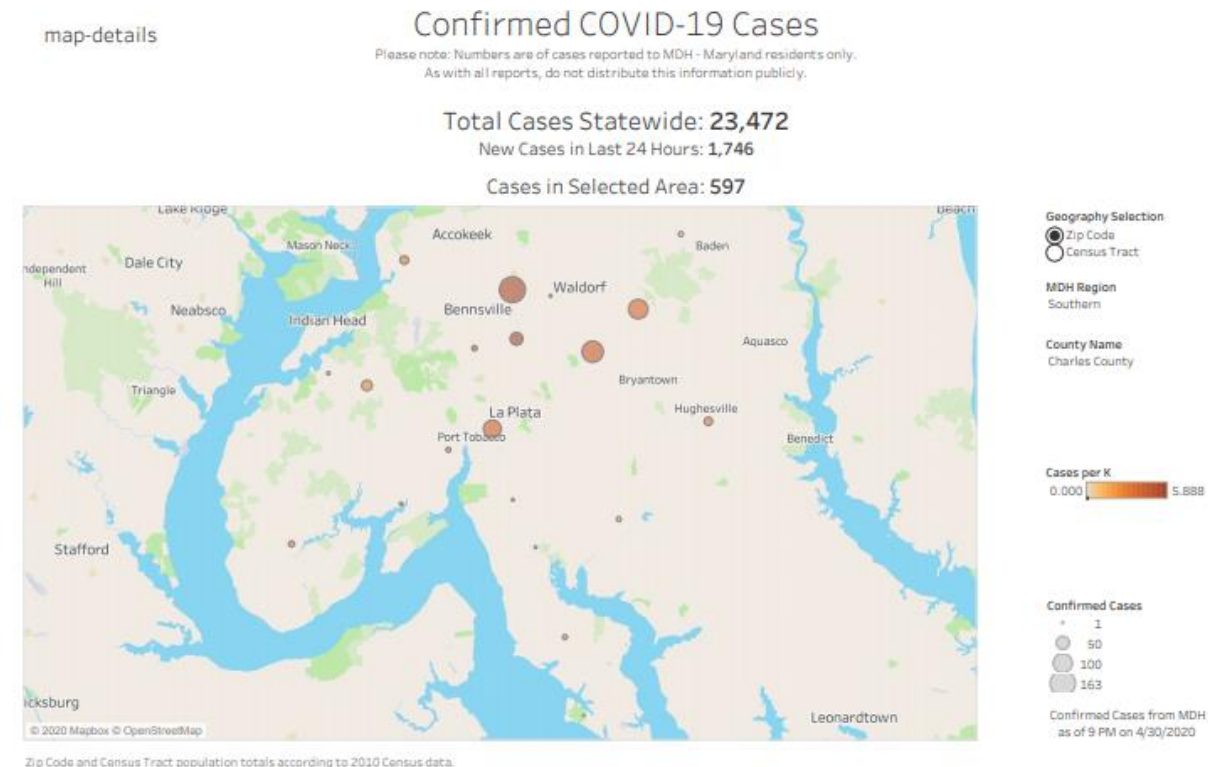 map-details
Confirmed COVID-19 Cases
Please note: Numbers are of cases reported to MDH - Maryland residents only.
As with all reports, do not distribute this information publicly.
Total Cases Statewide: 23,472
New Cases in Last 24 Hours: 1,746
Cases in Selected Area: 597
Lake Ridge
Beach
Accokeek
Mason Neck
Baden
Dale City
ndependent
Hill
Waldorf
Neabsco
Bennsville
Indian Head
Aquasco
Bryantown
Triangle
La Plata
Hughesville
Port Tobacco
Benedict
Stafford
icksburg
Leonardtown
© 2020 Mapbox © OpenStreetMap
Geography Selection
Zip Code
Census Tract
MDH Region
Southern
County Name
Charles County
Cases per K
0.000 5.888
Confirmed Cases
1
50
100
163
Confirmed Cases from MDH
as of 9 PM on 4/30/2020
Zip Code and Census Tract population totals according to 2010 Census data.